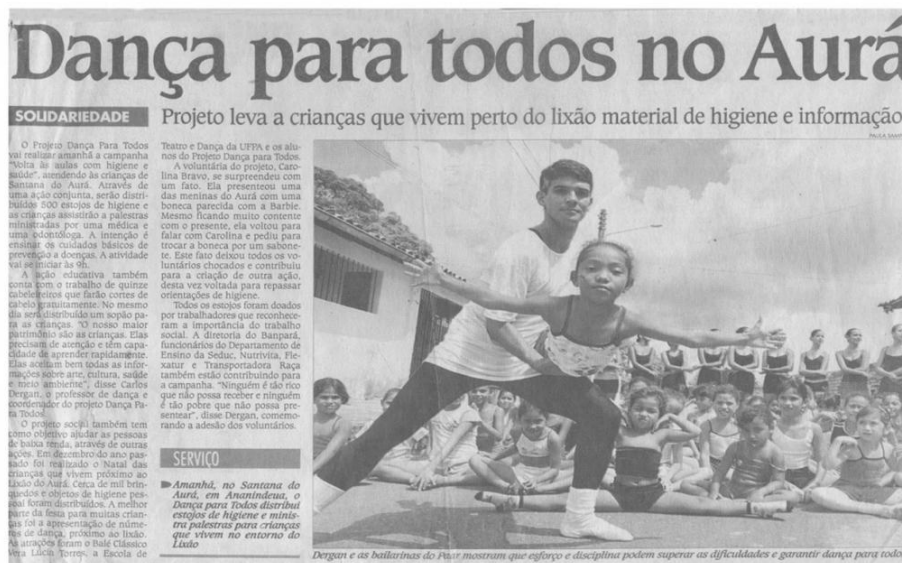 Dança para todos no Aurá
SOLIDARIEDADE
Projeto leva a crianças que vivem perto do lixão material de higiene e informação
PAULA SAMP
O Projeto Dança Para Todos
vai realizar amanhã a campanha
"Volta às aulas com higiene e
saúde", atendendo às crianças de
Santana do Aurá. Através de
uma ação conjunta, serão distri-
buídos 500 estojos de higiene e
as crianças assistirão a palestras
ministradas por uma médica e
uma odontóloga. A intenção é
ensinar os cuidados básicos de
prevenção a doenças. A atividade
vai se iniciar às 9h.
A ação educativa também
conta com o trabalho de quinze
cabeleireiros que farão cortes de
cabelo gratuitamente. No mesmo
dia será distribuído um sopão pa-
ra as crianças. "O nosso maior
patrimônio são as crianças. Elas
precisam de atenção e têm capa-
cidade de aprender rapidamente.
Elas aceitam bem todas as infor-
mações sobre arte, cultura, saúde
e meio ambiente", disse Carlos
Dergan, o professor de dança e
coordenador do projeto Dança Pa-
ra Todos.
O projeto social também tem
como objetivo ajudar as pessoas
de baixa renda, através de outras
ações. Em dezembro do ano pas-
sado foi realizado o Natal das
crianças que vivem próximo ao
Lixão do Aurá. Cerca de mil brin-
quedos e objetos de higiene pes-
soal foram distribuídos. A melhor
parte da festa para muitas crian-
ças foi a apresentação de núme-
ros de dança, próximo ao lixão.
As atrações foram o Balé Clássico
Vera Lúcia Torres, a Escola de
Teatro e Dança da UFPA e os alu-
nos do Projeto Dança para Todos.
A voluntária do projeto, Caro-
lina Bravo, se surpreendeu com
um fato. Ela presenteou uma
das meninas do Aurá com uma
boneca parecida com a Barbie.
Mesmo ficando muito contente
com o presente, ela voltou para
falar com Carolina e pediu para
trocar a boneca por um sabone-
te. Este fato deixou todos os vo-
luntários chocados e contribuiu
para a criação de outra ação,
desta vez voltada para repassar
orientações de higiene.
Todos os estojos foram doados
por trabalhadores que reconhece-
ram a importância do trabalho
social. A diretoria do Banpará,
funcionários do Departamento de
Ensino da Seduc, Nutrivita, Fle-
xatur e Transportadora Raça
também estão contribuindo para
a campanha. "Ninguém é tão rico
que não possa receber e ninguém
é tão pobre que não possa pre-
sentear", disse Dergan, comemo-
rando a adesão dos voluntários.
SERVIÇO
Amanhã, no Santana do
Aurá, em Ananindeua, o
Dança para Todos distribui
estojos de higiene e minis-
tra palestras para crianças
que vivem no entorno do
Lixão
Dergan e as bailarinas do Paar mostram que esforço e disciplina podem superar as dificuldades e garantir dança para todo